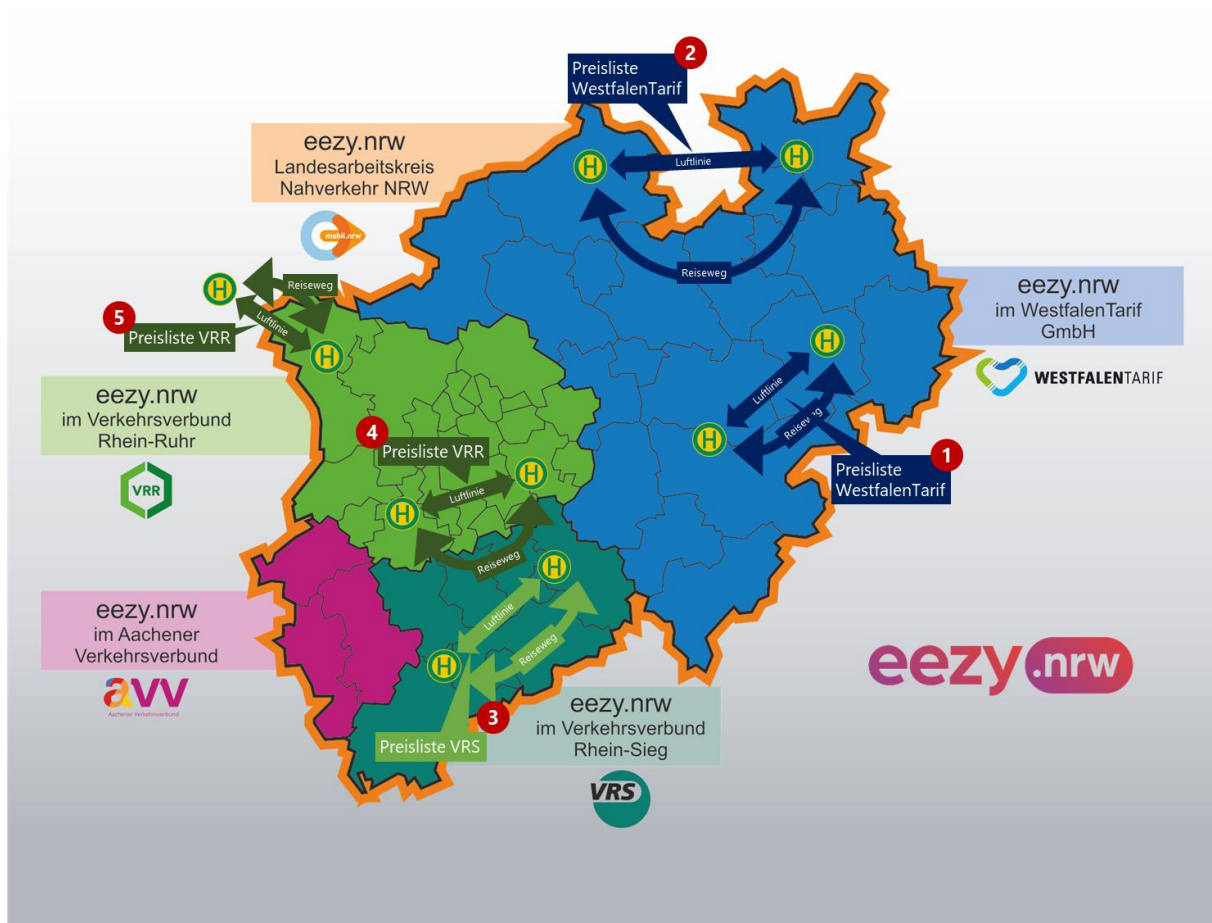 2
Preisliste
WestfalenTarif
eezy.nrw
Landesarbeitskreis
Nahverkehr NRW
mobil.nrw
H
Luftlinie
H
Reiseweg
eezy.nrw
im WestfalenTarif
GmbH
WESTFALENTARIF
H
Reiseweg
5
Preisliste VRR
Luftlinie
H
H
Luftlinie
H
1
Preisliste
WestfalenTarif
eezy.nrw
im Verkehrsverbund
Rhein-Ruhr
VRR
4
Preisliste VRR
H
Luftlinie
H
Reiseweg
H
Luftlinie
Reiseweg
H
eezy.nrw
im Aachener
Verkehrsverbund
avv
Aachener Verkehrsverbund
3
Preisliste VRS
eezy.nrw
im Verkehrsverbund
Rhein-Sieg
VRS
eezy.nrw